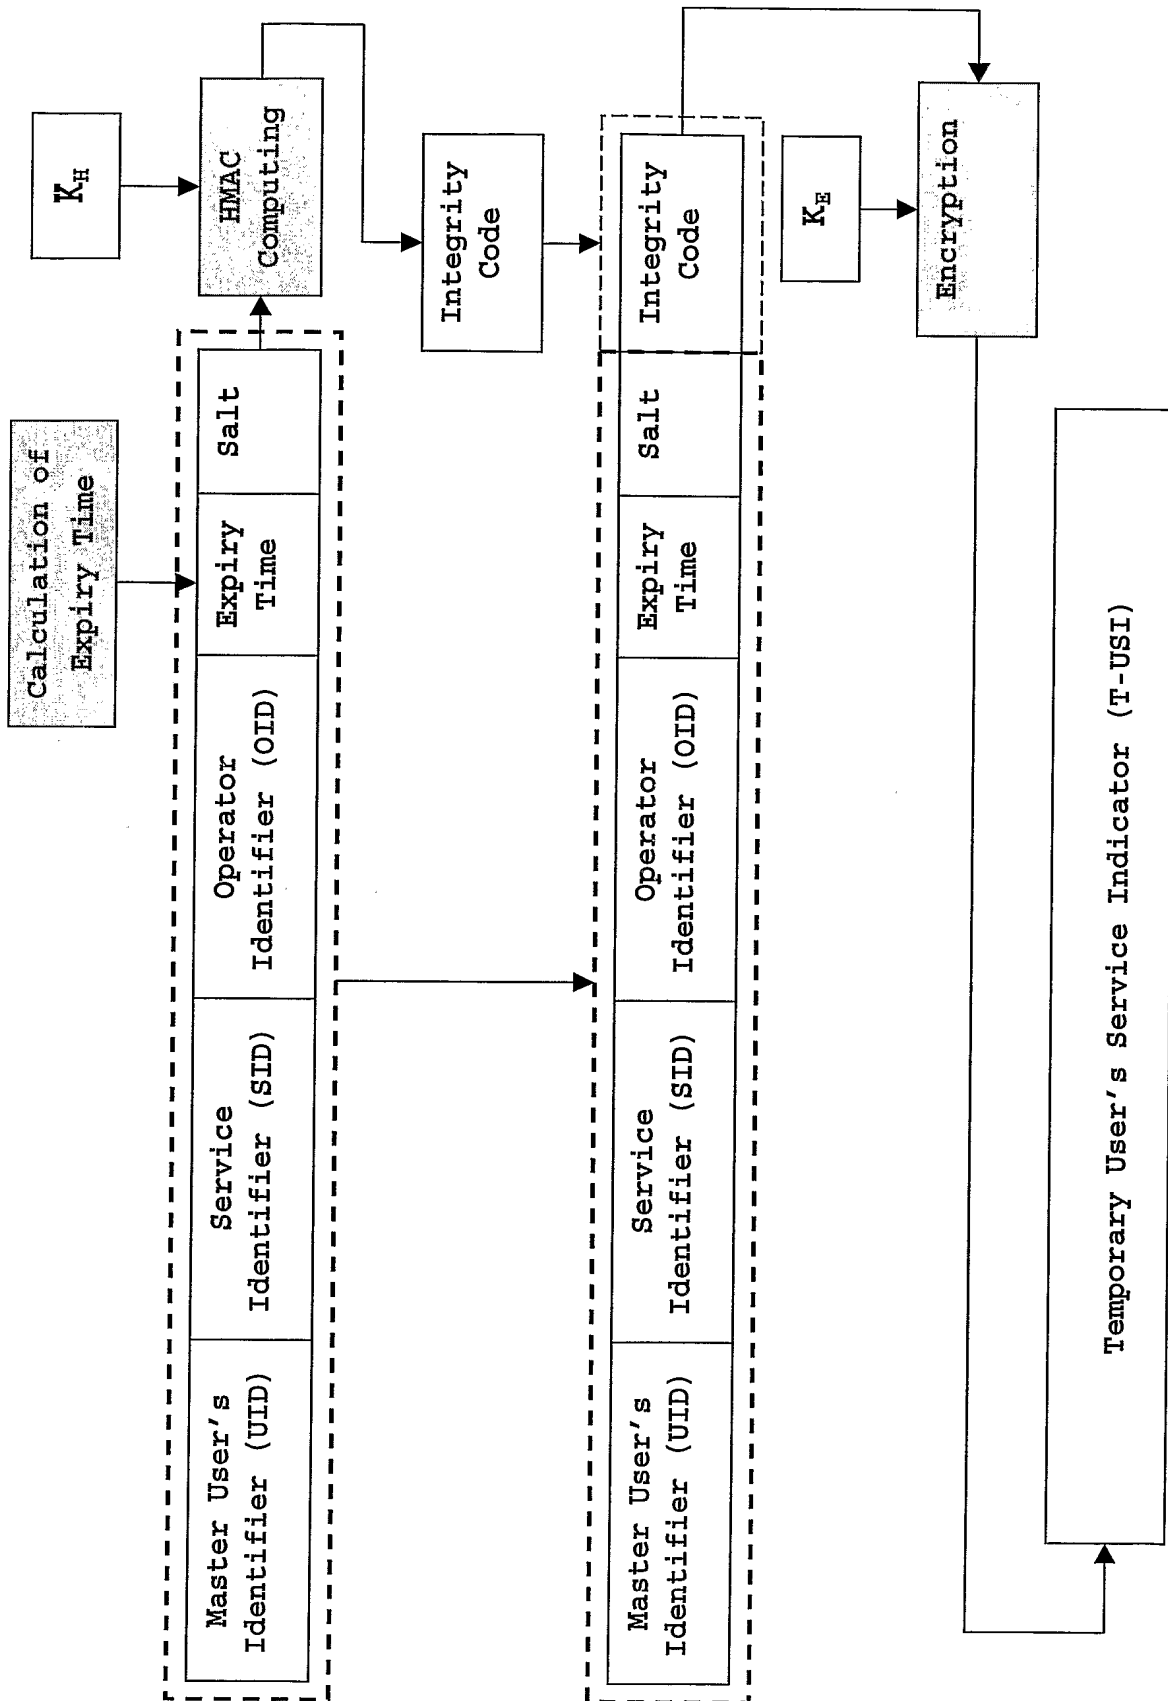 Calculation of
Expiry Time
K_H
Master User's
Identifier (UID)
Service
Identifier (SID)
Operator
Identifier (OID)
Expiry
Time
Salt
HMAC
Computing
Integrity
Code
Master User's
Identifier (UID)
Service
Identifier (SID)
Operator
Identifier (OID)
Expiry
Time
Salt
Integrity
Code
K_E
Encryption
Temporary User's Service Indicator (T-USI)